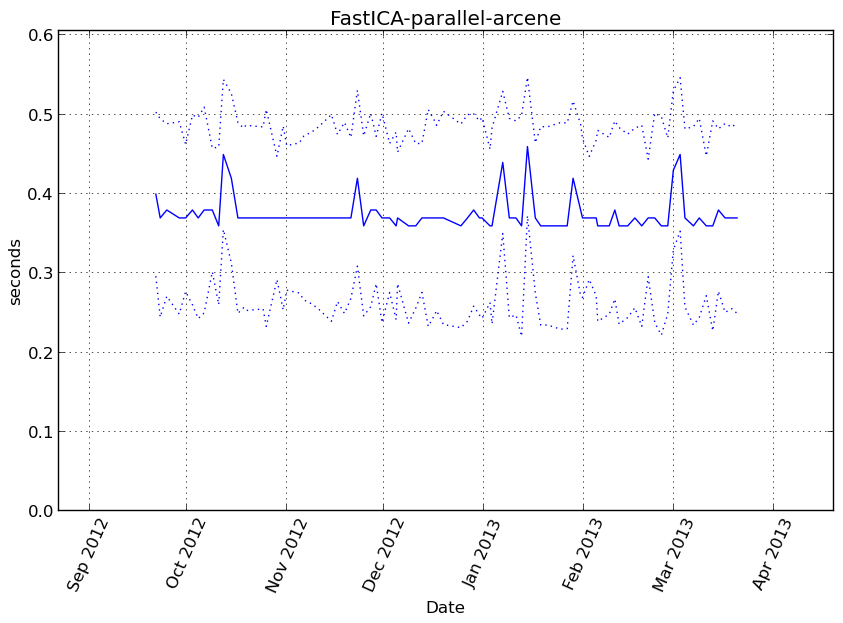 FastICA-parallel-arcene
0.6
0.5
0.4
0.3
0.2
0.1
0.0
seconds
Sep 2012
Oct 2012
Nov 2012
Dec 2012
Jan 2013
Feb 2013
Mar 2013
Apr 2013
Date